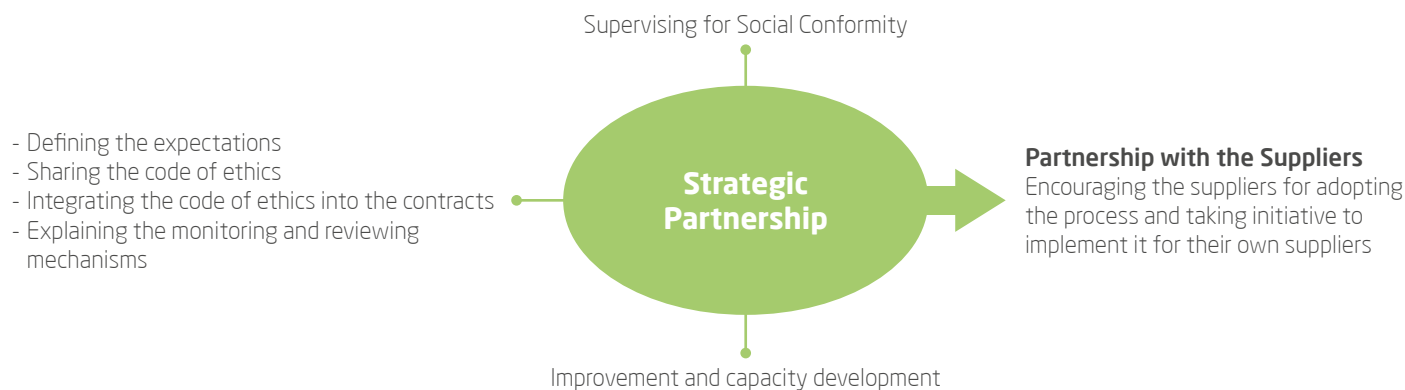 Supervising for Social Conformity
- Defining the expectations
- Sharing the code of ethics
- Integrating the code of ethics into the contracts
- Explaining the monitoring and reviewing
mechanisms
Strategic
Partnership
Partnership with the Suppliers
Encouraging the suppliers for adopting
the process and taking initiative to
implement it for their own suppliers
Improvement and capacity development